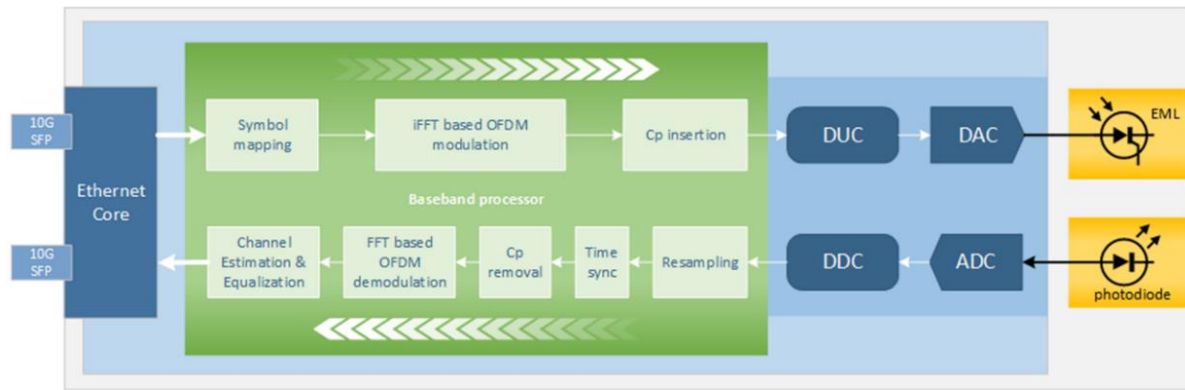 10G
SFP
Ethernet
Core
10G
SFP
Symbol
mapping
iFFT based OFDM
modulation
Cp insertion
DUC
DAC
EML
Baseband processor
Channel
Estimation &
Equalization
FFT based
OFDM
demodulation
Cp
removal
Time
sync
Resampling
DDC
ADC
photodiode